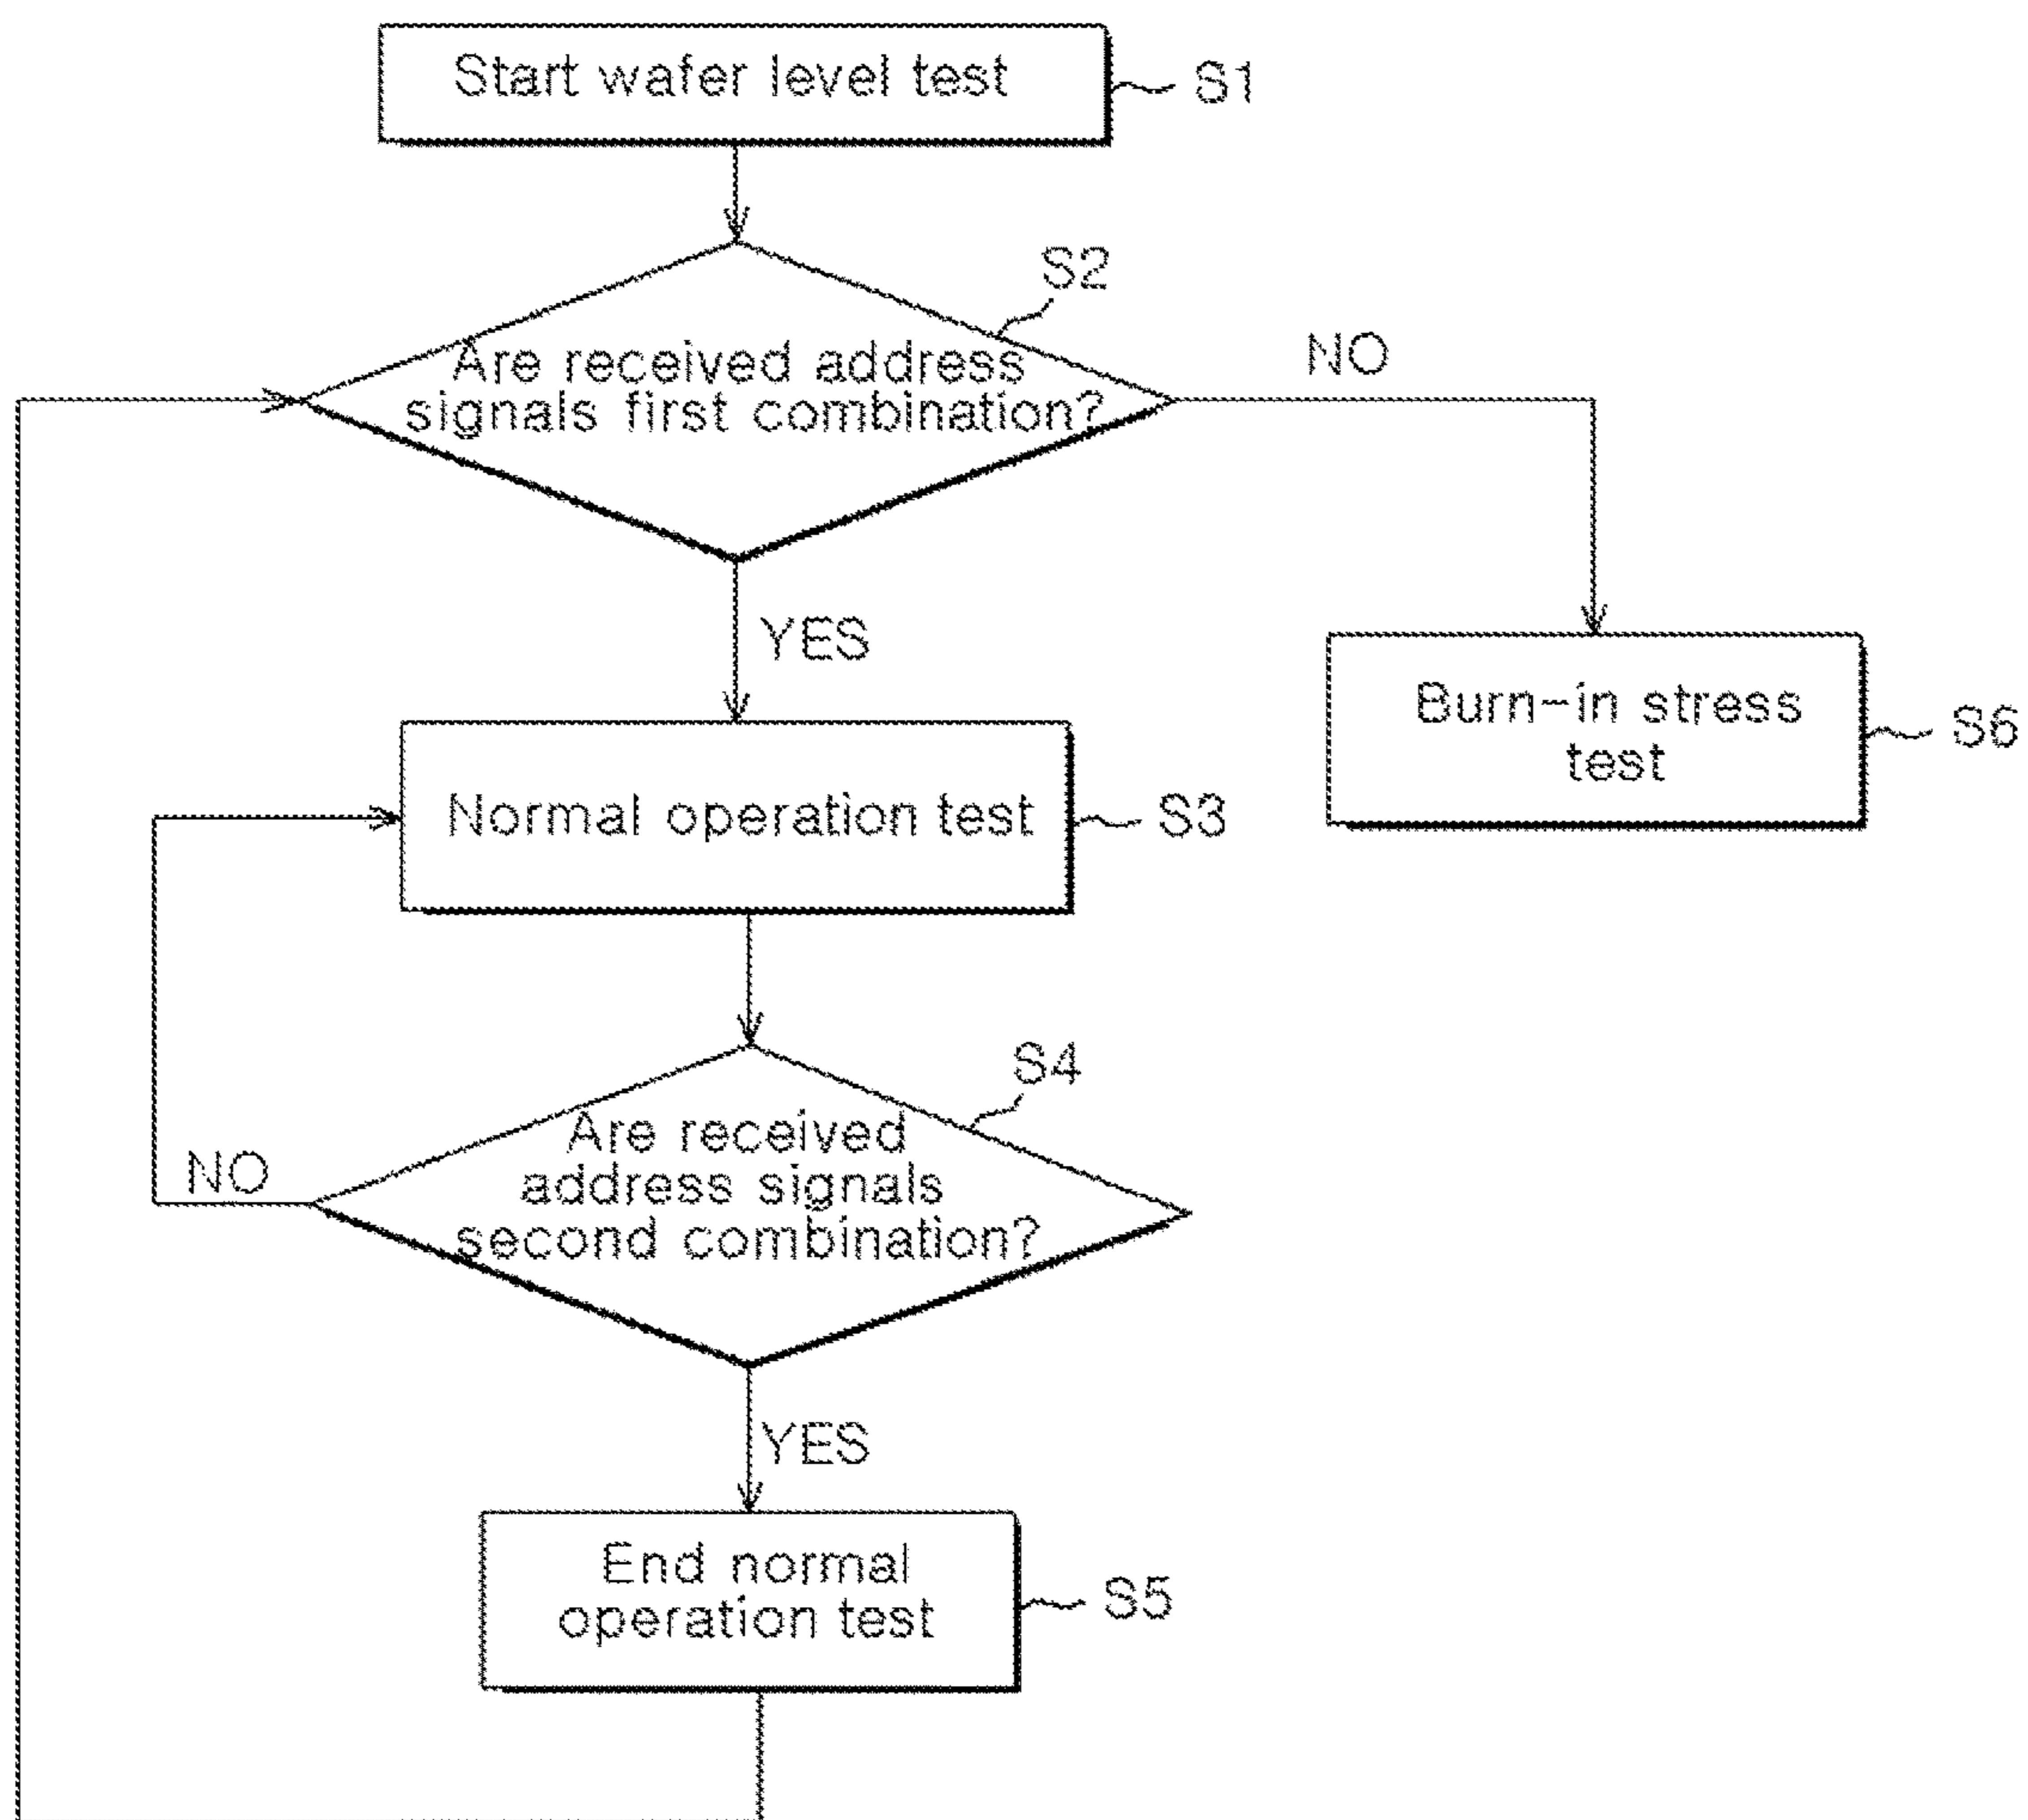 Start wafer level test
S1
S2
Are received address
signals first combination?
NO
YES
Burn-in stress
test
S6
Normal operation test
S3
S4
Are received
address signals
second combination?
NO
YES
End normal
operation test
S5